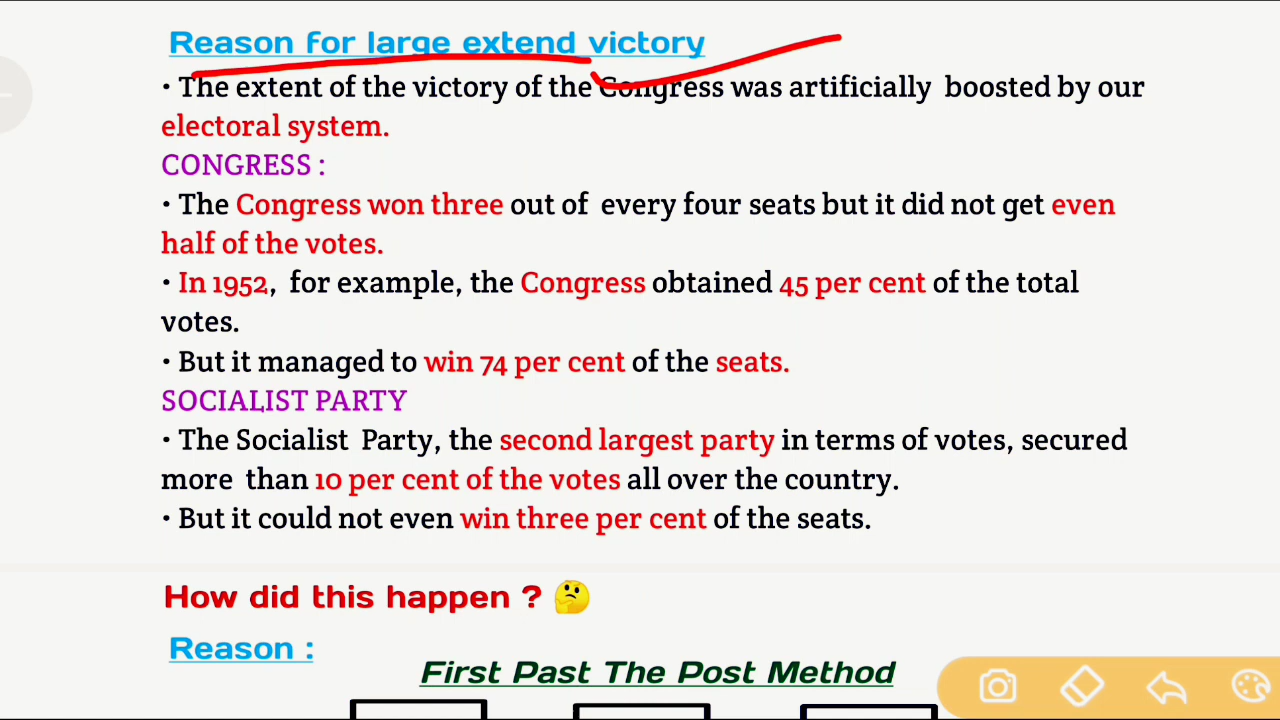 Reason for large extend victory
• The extent of the victory of the Congress was artificially boosted by our
electoral system.
CONGRESS :
• The Congress won three out of every four seats but it did not get even
half of the votes.
• In 1952, for example, the Congress obtained 45 per cent of the total
votes.
• But it managed to win 74 per cent of the seats.
SOCIALIST PARTY
• The Socialist Party, the second largest party in terms of votes, secured
more than 10 per cent of the votes all over the country.
• But it could not even win three per cent of the seats.
How did this happen ? 🤔
Reason :
First Past The Post Method